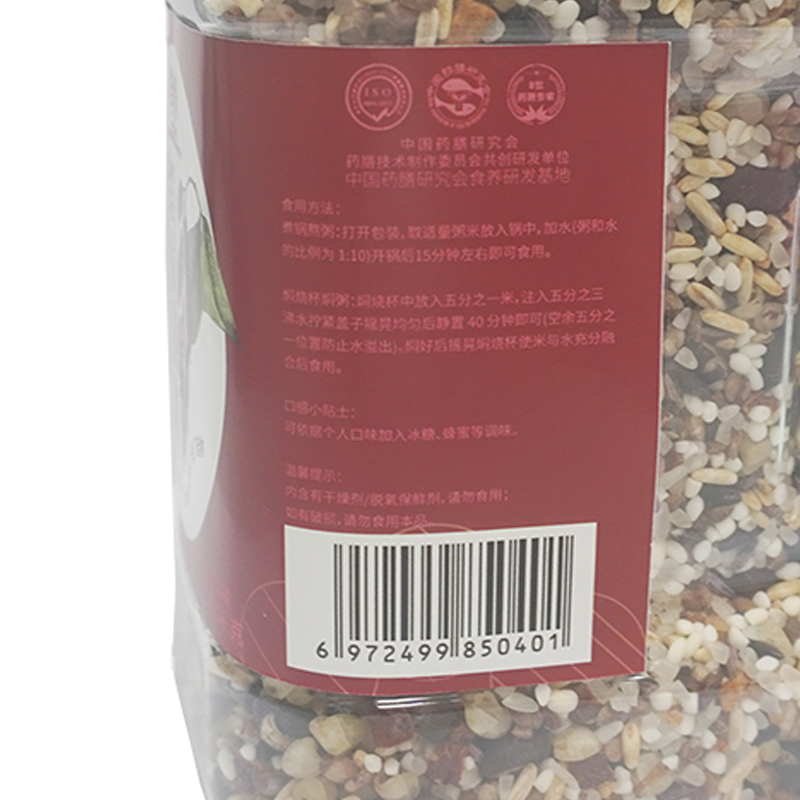 ISO
中国药膳研究会
药膳技术制作委员会共创研发单位
中国药膳研究会食养研发基地
食用方法：
煮锅熬粥：打开包装，取适量粥米放入锅中，加水(粥和水
的比例为 1:10)开锅后15分钟左右即可食用。
焖烧杯焖粥：焖烧杯中放入五分之一米，注入五分之三
沸水拧紧盖子摇晃均匀后静置 40 分钟即可(空余五分之
一位置防止水溢出)。焖好后摇晃焖烧杯使米与水充分融
合后食用。
口感小贴士：
可依据个人口味加入冰糖、蜂蜜等调味。
温馨提示：
内含有干燥剂/脱氧保鲜剂，请勿食用；
如有破损，请勿食用本品
6 972499 850401